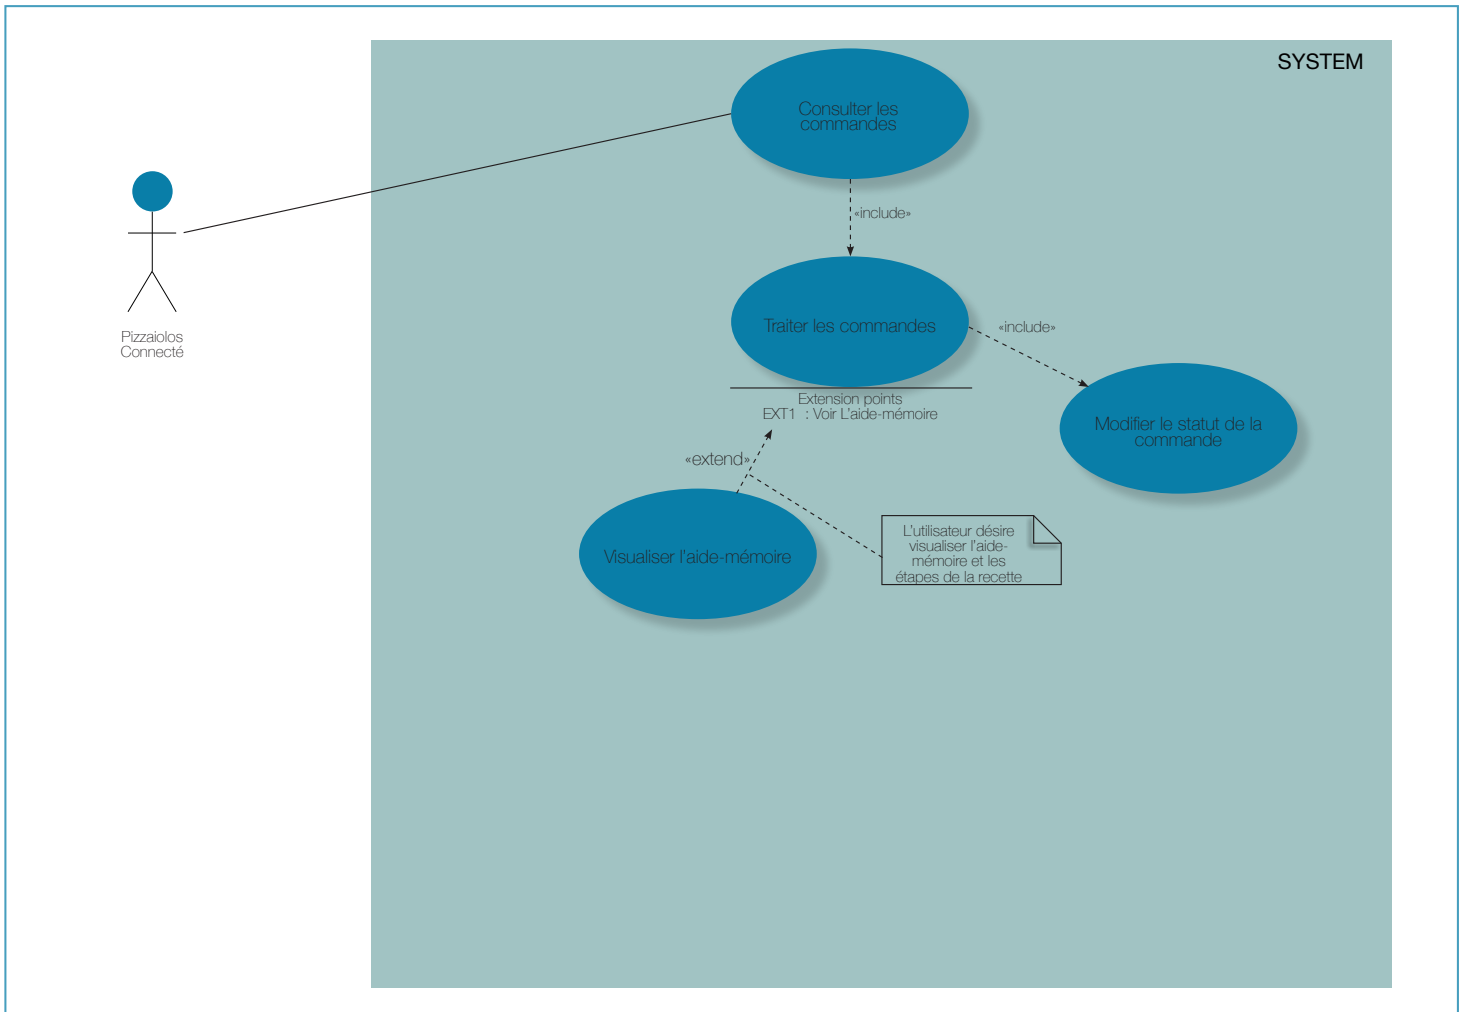 SYSTEM
Consulter les
commandes
«include»
Pizzaiolos
Connecté
Traiter les commandes
«include»
Extension points
EXT1 : Voir L'aide-mémoire
Modifier le statut de la
commande
«extend»
Visualiser l'aide-mémoire
L'utilisateur désire
visualiser l'aide-
mémoire et les
étapes de la recette